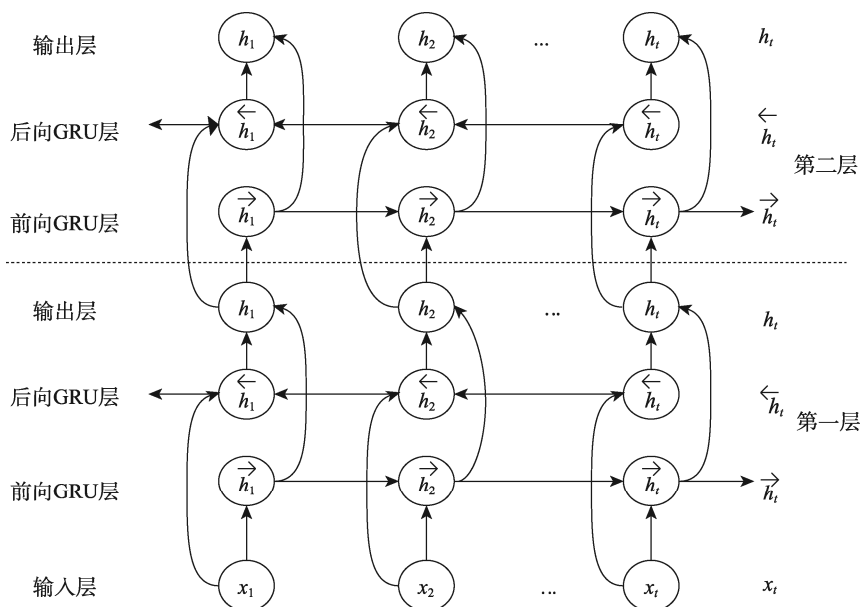 输出层 h₁ h₂ ... hₜ hₜ
后向GRU层 ←h₁ ←h₂ ←hₜ ←hₜ
第二层
前向GRU层 →h₁ →h₂ →hₜ →hₜ
输出层 h₁ h₂ ... hₜ hₜ
后向GRU层 ←h₁ ←h₂ ←hₜ ←hₜ
第一层
前向GRU层 →h₁ →h₂ →hₜ →hₜ
输入层 x₁ x₂ ... xₜ xₜ